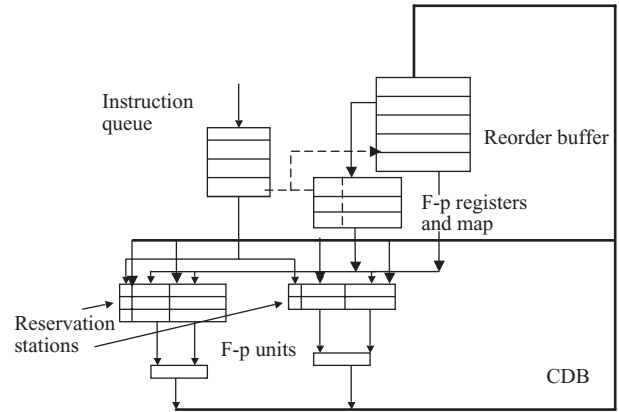 Instruction
queue
Reorder buffer
F-p registers
and map
Reservation
stations
F-p units
CDB